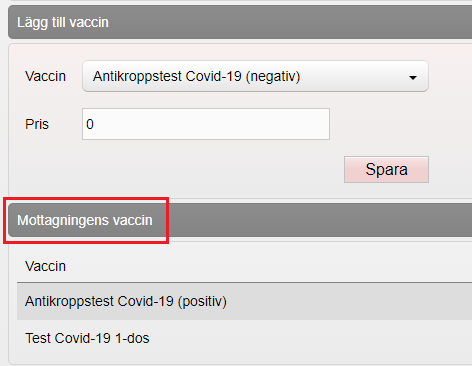 Lägg till vaccin
Vaccin Antikroppstest Covid-19 (negativ)
Pris 0
Spara
Mottagningens vaccin
Vaccin
Antikroppstest Covid-19 (positiv)
Test Covid-19 1-dos